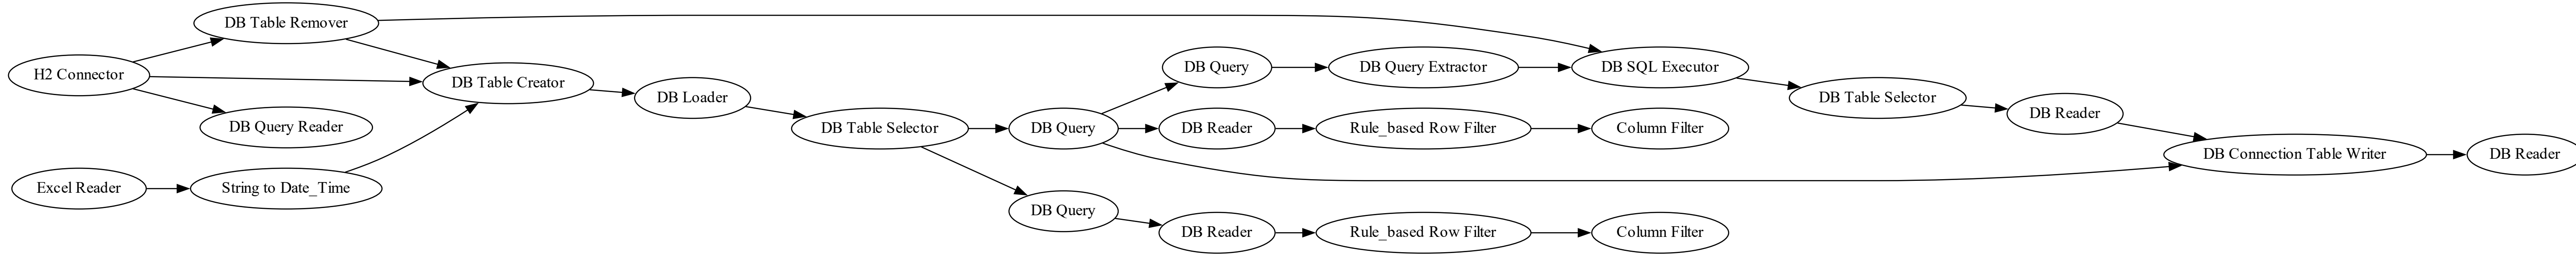 DB Table Remover
H2 Connector
DB Table Creator
DB Query Reader
Excel Reader
String to Date_Time
DB Loader
DB Table Selector
DB Query
DB Query
DB Query Extractor
DB SQL Executor
DB Table Selector
DB Reader
DB Reader
Rule_based Row Filter
Column Filter
DB Connection Table Writer
DB Reader
DB Query
DB Reader
Rule_based Row Filter
Column Filter